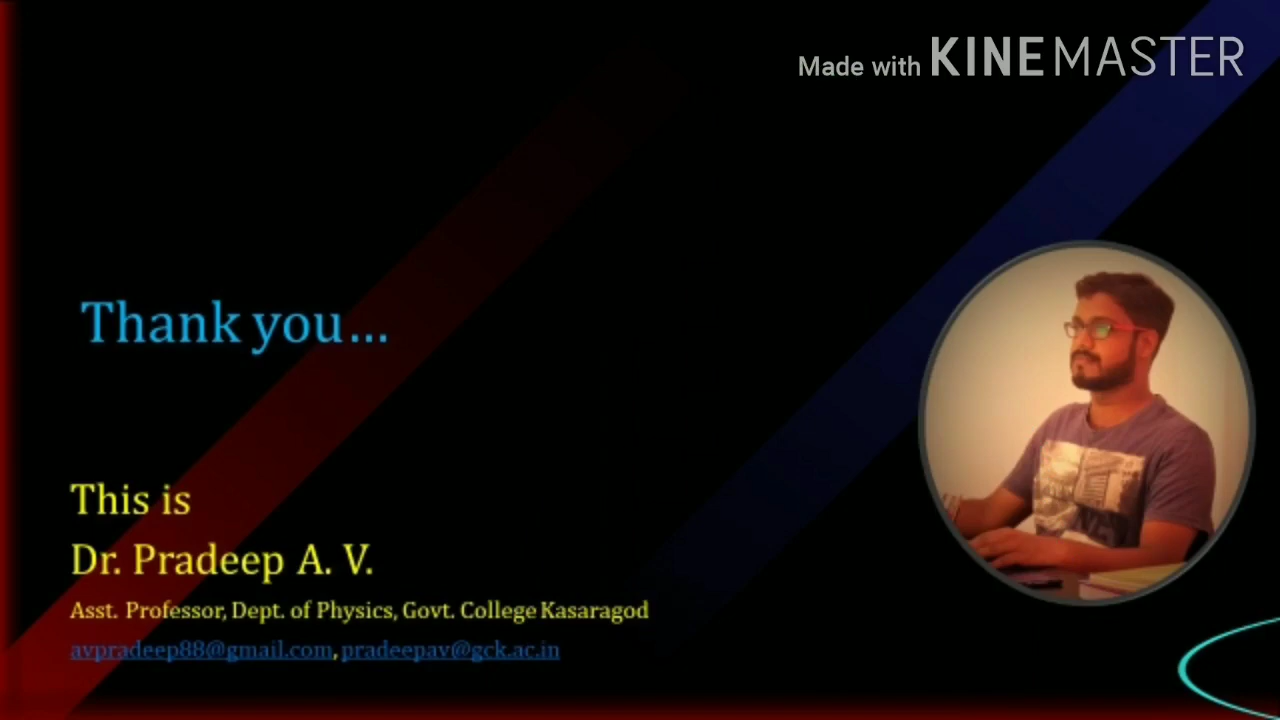 Made with KINEMASTER
Thank you...
This is
Dr. Pradeep A. V.
Asst. Professor, Dept. of Physics, Govt. College Kasaragod
avpradeep88@gmail.com, pradeepav@gck.ac.in